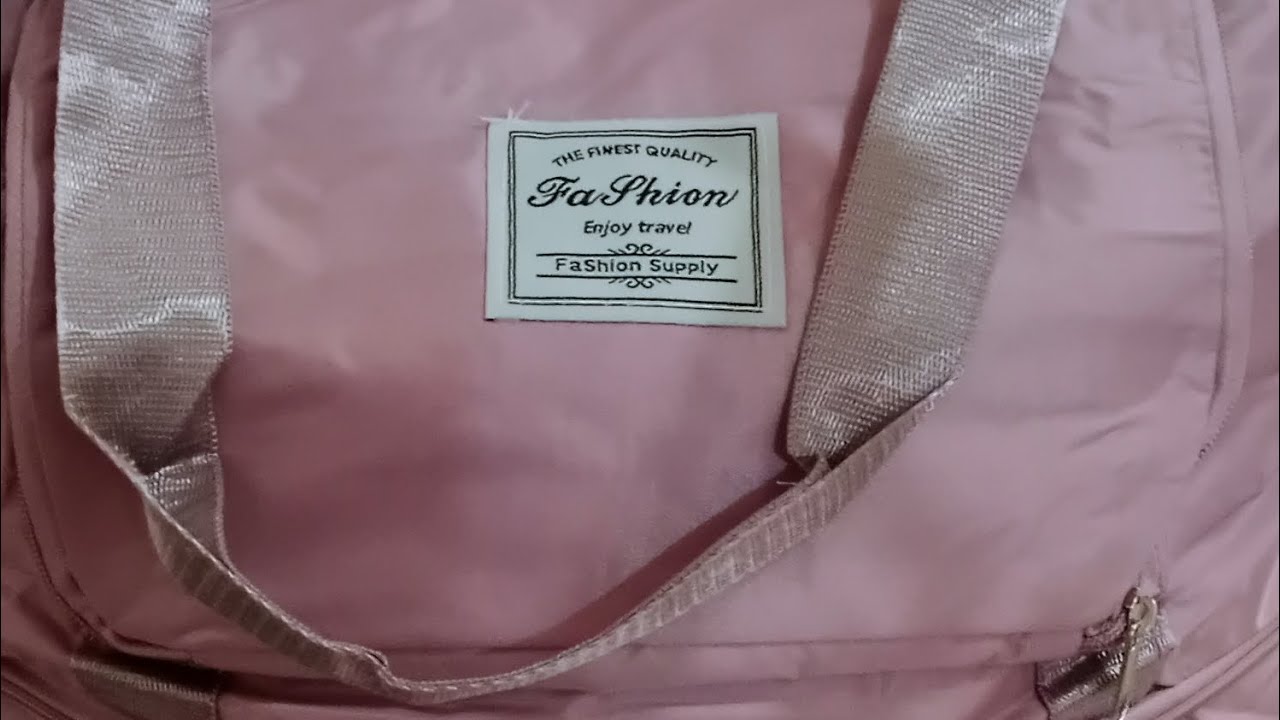 THE FINEST QUALITY
FaShion
Enjoy travel
FaShion Supply